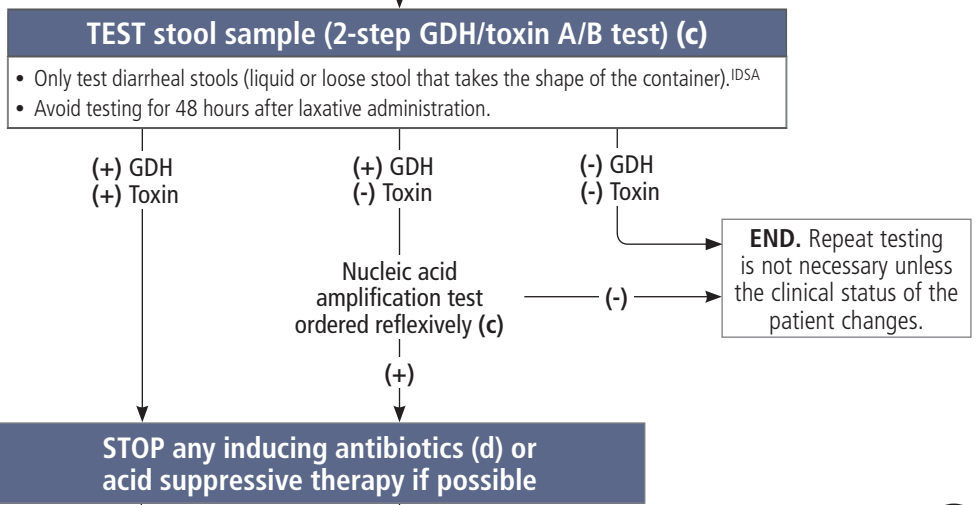 TEST stool sample (2-step GDH/toxin A/B test) (c)
• Only test diarrheal stools (liquid or loose stool that takes the shape of the container).IDSA
• Avoid testing for 48 hours after laxative administration.
(+) GDH
(+) Toxin
(+) GDH
(-) Toxin
(-) GDH
(-) Toxin
END. Repeat testing
is not necessary unless
the clinical status of the
patient changes.
Nucleic acid
amplification test
ordered reflexively (c)
(-)
(+)
STOP any inducing antibiotics (d) or
acid suppressive therapy if possible